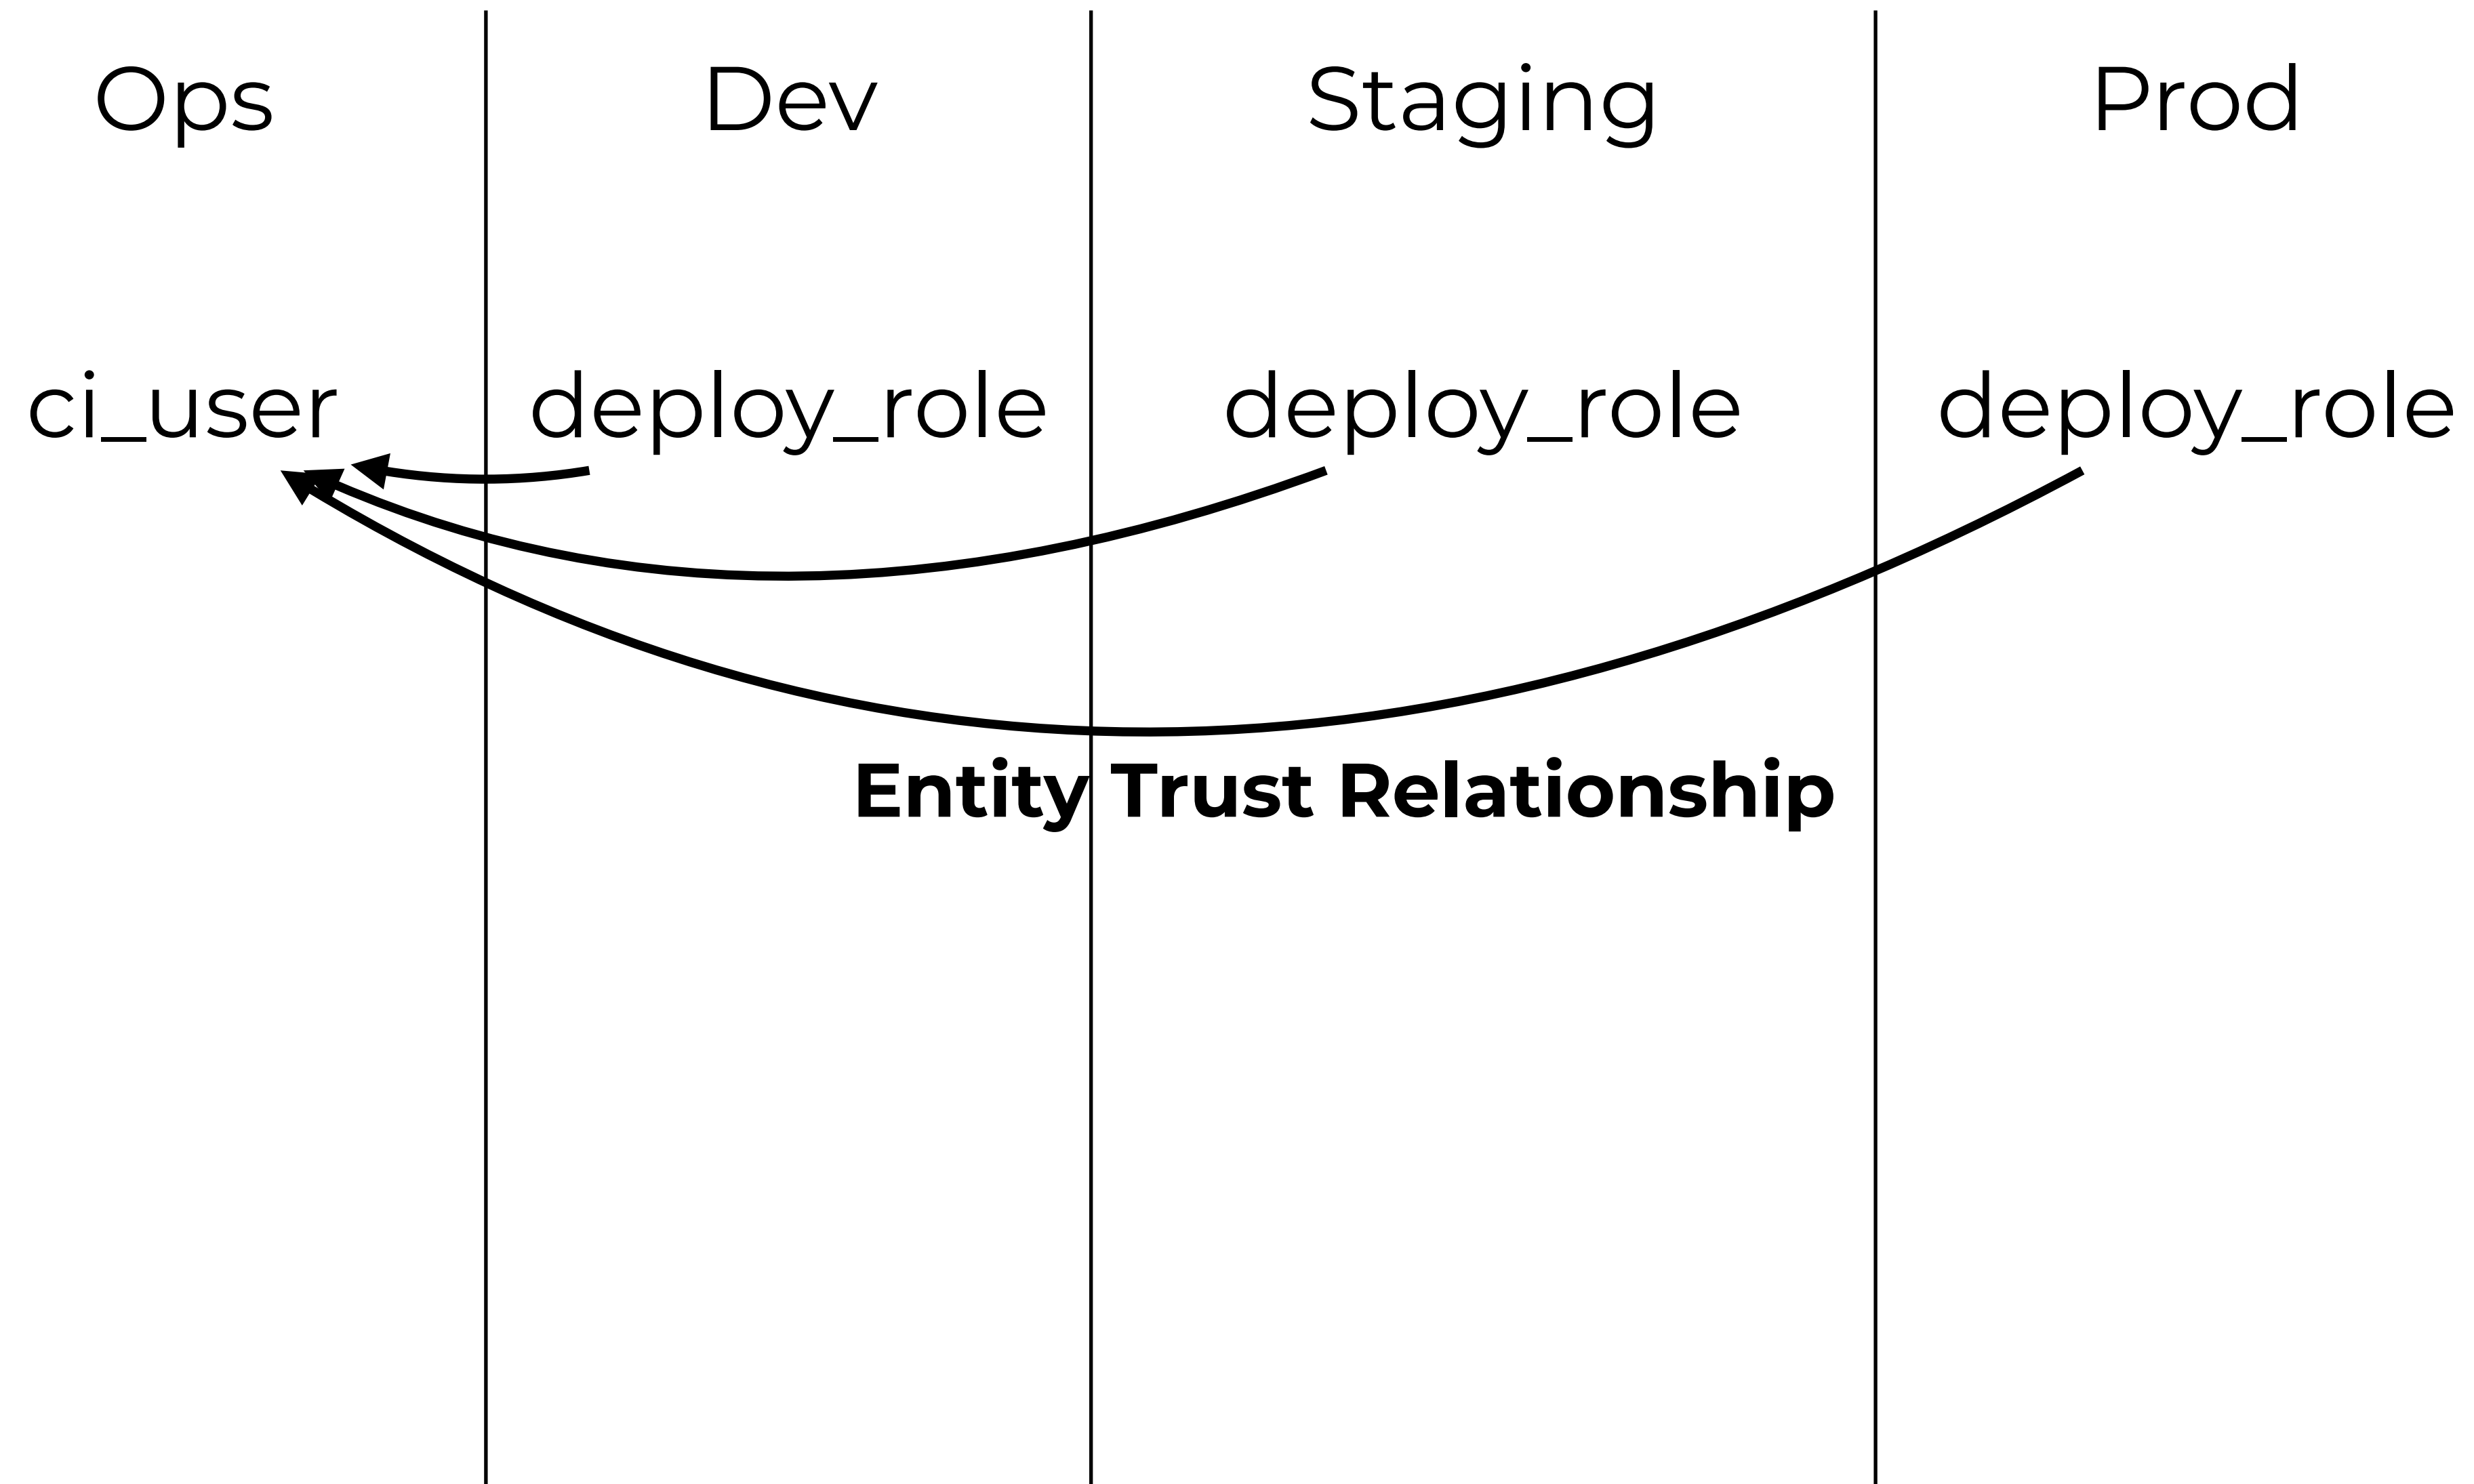 Ops Dev Staging Prod
ci_user deploy_role deploy_role deploy_role
Entity Trust Relationship